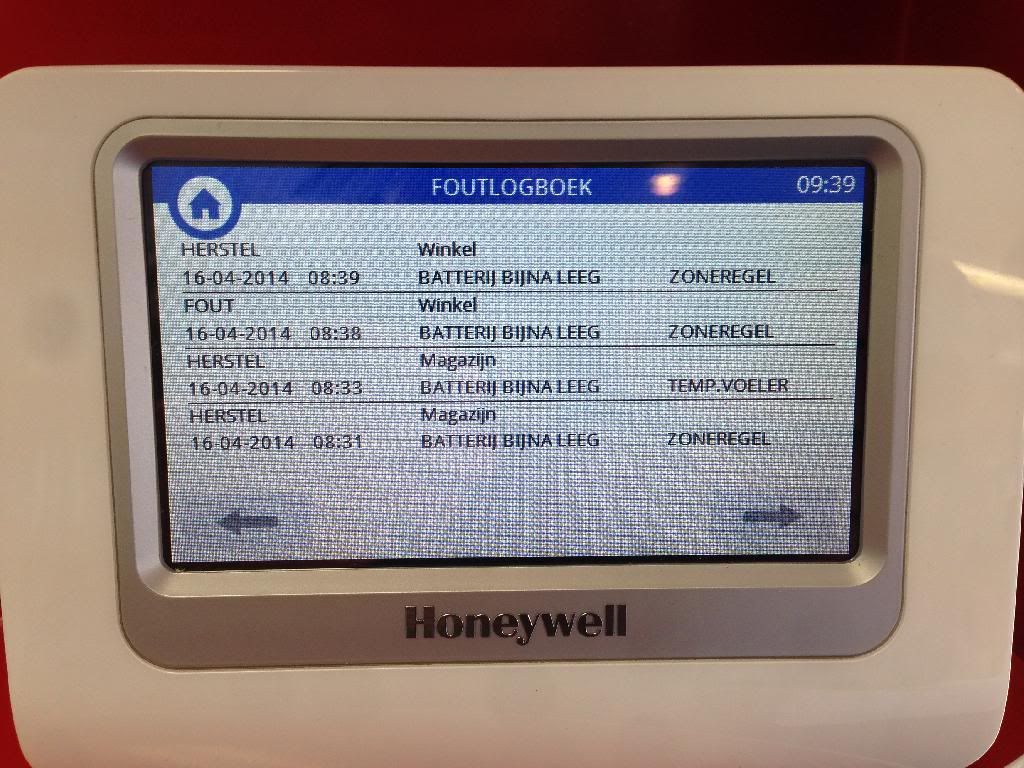 FOUTLOGBOEK 09:39
HERSTEL Winkel
16-04-2014 08:39 BATTERIJ BIJNA LEEG ZONEREGEL
FOUT Winkel
16-04-2014 08:38 BATTERIJ BIJNA LEEG ZONEREGEL
HERSTEL Magazijn
16-04-2014 08:33 BATTERIJ BIJNA LEEG TEMP.VOELER
HERSTEL Magazijn
16-04-2014 08:31 BATTERIJ BIJNA LEEG ZONEREGEL
Honeywell